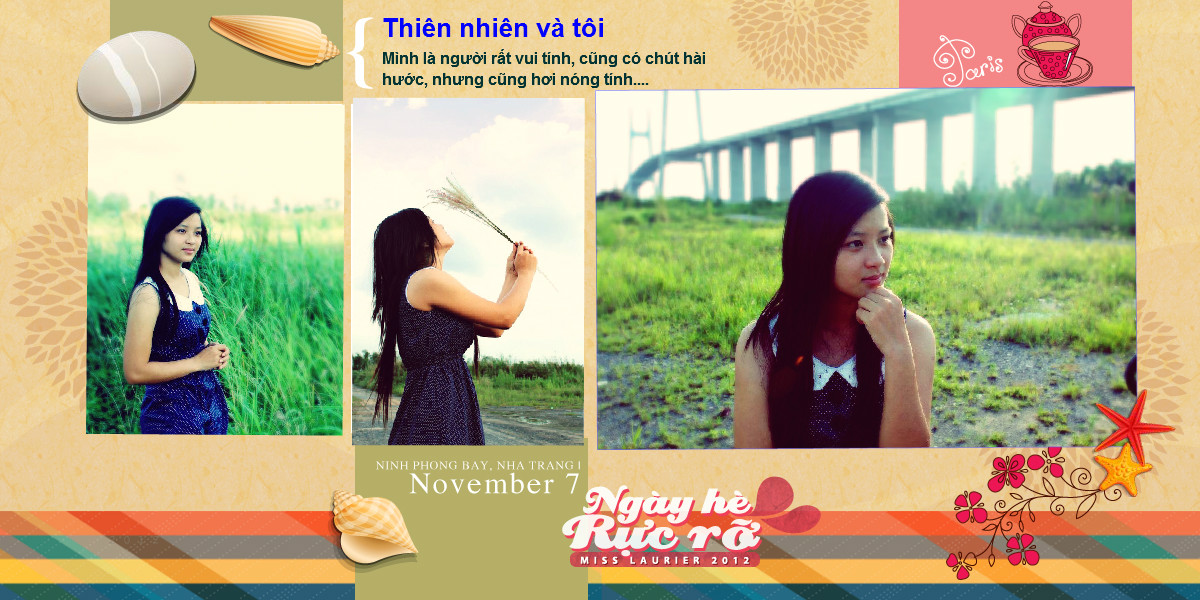 Thiên nhiên và tôi
Mình là người rất vui tính, cũng có chút hài
hước, nhưng cũng hơi nóng tính....
Paris
NINH PHONG BAY, NHA TRANG |
November 7
Ngày hè
Rực rỡ
MISS LAURIER 2012